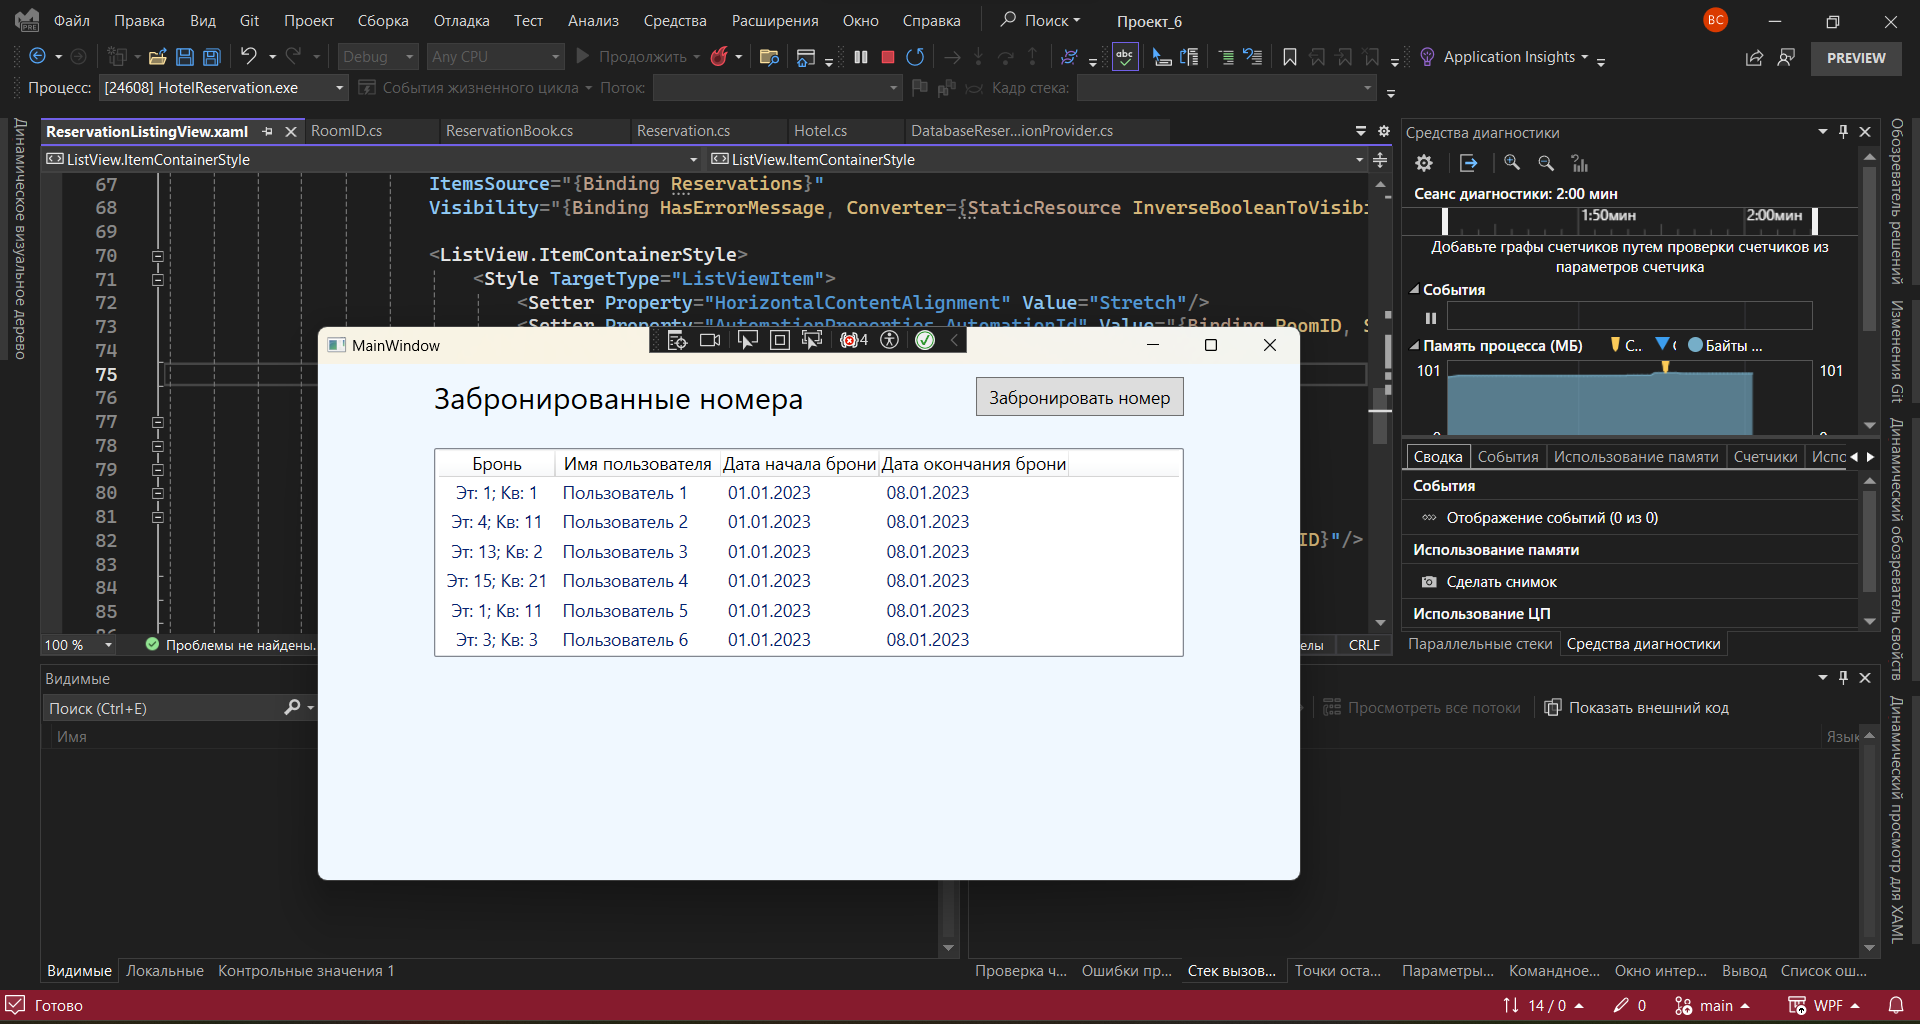 Файл Правка Вид Git Проект Сборка Отладка Тест Анализ Средства Расширения Окно Справка Поиск Проект_6 ВС
Debug Any CPU Продолжить Application Insights PREVIEW
Процесс: [24608] HotelReservation.exe События жизненного цикла Поток: Кадр стека:
Динамическое визуальное дерево
ReservationListingView.xaml RoomID.cs ReservationBook.cs Reservation.cs Hotel.cs DatabaseReser...ionProvider.cs
ListView.ItemContainerStyle ListView.ItemContainerStyle
67 ItemsSource="{Binding Reservations}"
68 Visibility="{Binding HasErrorMessage, Converter={StaticResource InverseBooleanToVisibi
69
70 <ListView.ItemContainerStyle>
71 <Style TargetType="ListViewItem">
72 <Setter Property="HorizontalContentAlignment" Value="Stretch"/>
73 <Setter Property="AutomationProperties.AutomationId" Value="{Binding RoomID, S
74
75
76
77
78
79
80
81
82 ID}"/>
83
84
85
100 % Проблемы не найдены. CRLF
MainWindow
4
Забронированные номера
Забронировать номер
Бронь Имя пользователя Дата начала брони Дата окончания брони
Эт: 1; Кв: 1 Пользователь 1 01.01.2023 08.01.2023
Эт: 4; Кв: 11 Пользователь 2 01.01.2023 08.01.2023
Эт: 13; Кв: 2 Пользователь 3 01.01.2023 08.01.2023
Эт: 15; Кв: 21 Пользователь 4 01.01.2023 08.01.2023
Эт: 1; Кв: 11 Пользователь 5 01.01.2023 08.01.2023
Эт: 3; Кв: 3 Пользователь 6 01.01.2023 08.01.2023
Средства диагностики
Сеанс диагностики: 2:00 мин
1:50мин 2:00мин
Добавьте графы счетчиков путем проверки счетчиков из
параметров счетчика
События
Память процесса (МБ) С.. Байты ...
101 101
Сводка События Использование памяти Счетчики Испо
События
Отображение событий (0 из 0)
Использование памяти
Сделать снимок
Использование ЦП
Параллельные стеки Средства диагностики
Обозреватель решений
Изменения Git
Динамический обозреватель свойств
Динамический просмотр для XAML
Видимые
Поиск (Ctrl+E)
Имя
Просмотреть все потоки Показать внешний код
Язык
Видимые Локальные Контрольные значения 1
Проверка ч... Ошибки пр... Стек вызов... Точки оста... Параметры... Командное... Окно интер... Вывод Список ош...
Готово 14 / 0 0 main WPF